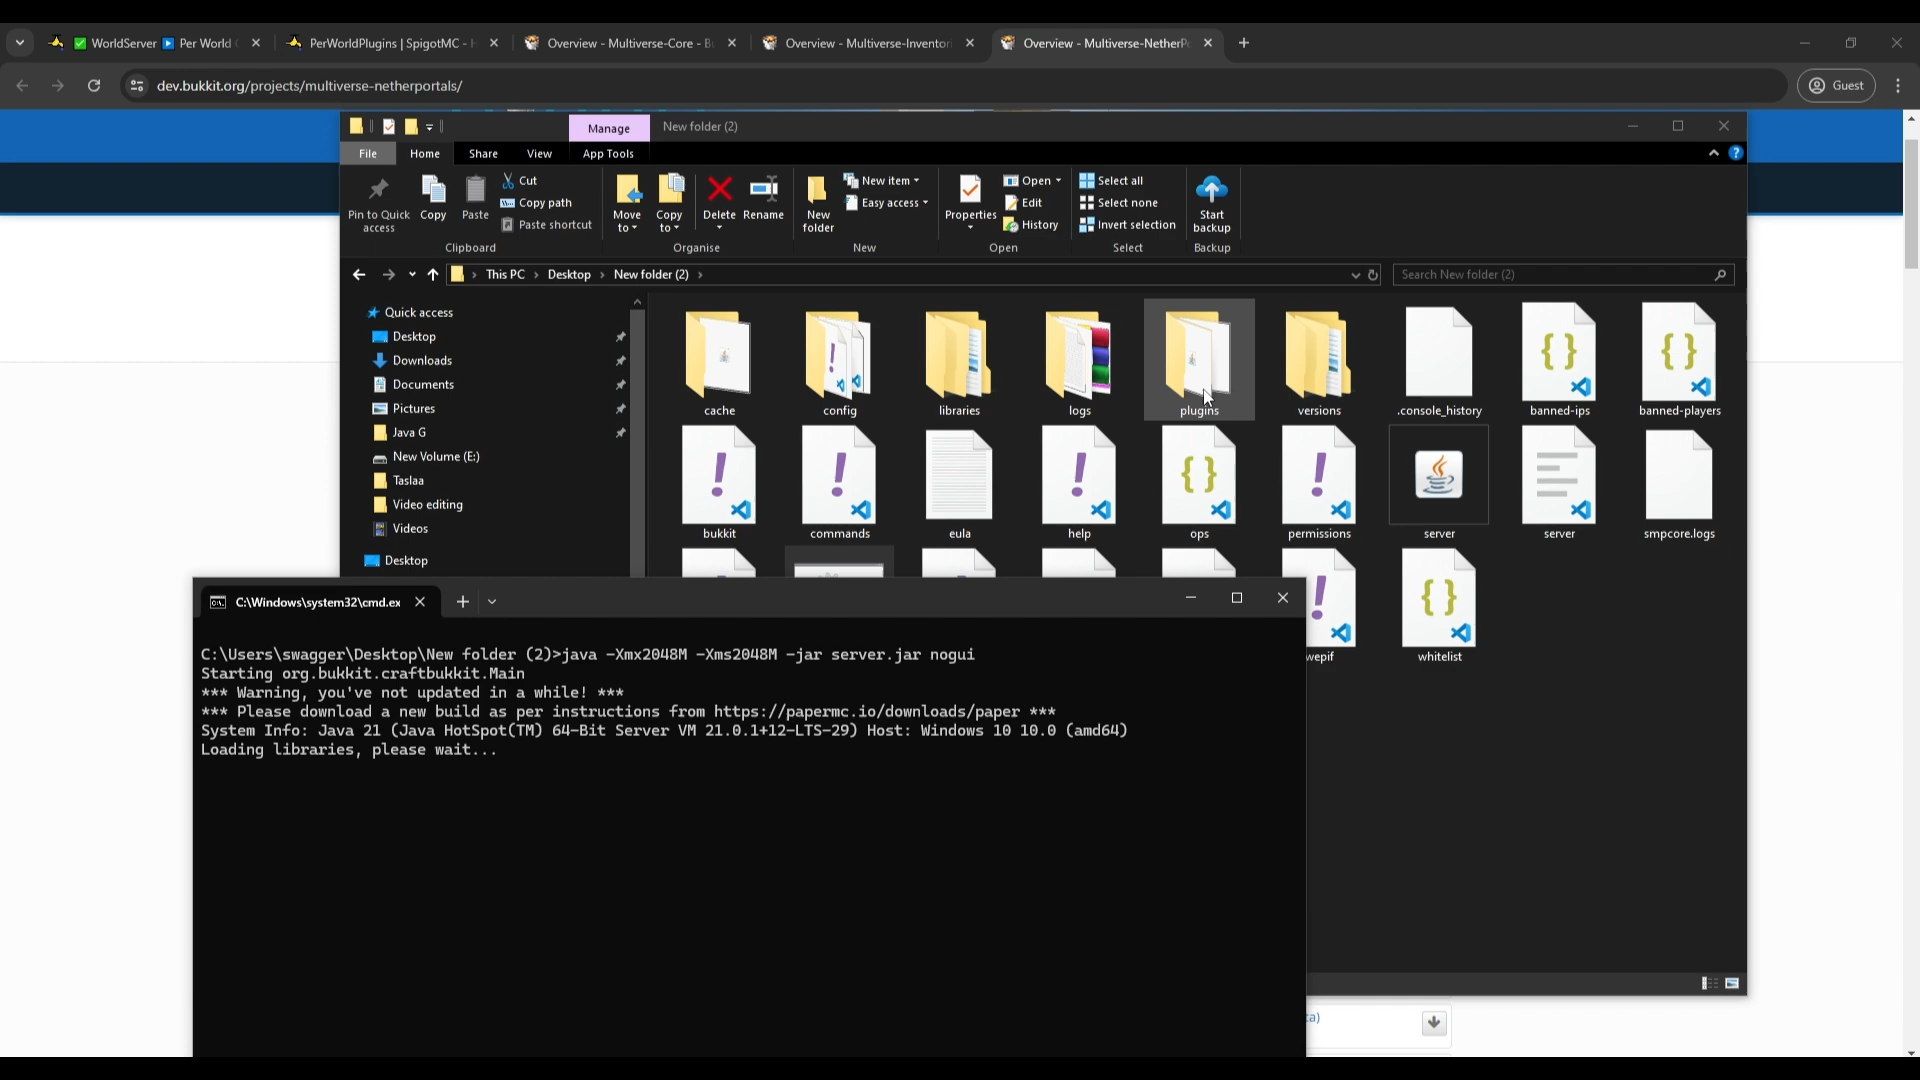 WorldServer Per World
PerWorldPlugins | SpigotMC -
Overview - Multiverse-Core - B
Overview - Multiverse-Inventor
Overview - Multiverse-NetherP
dev.bukkit.org/projects/multiverse-netherportals/
Guest
Manage
New folder (2)
File
Home
Share
View
App Tools
Pin to Quick access
Copy
Paste
Cut
Copy path
Paste shortcut
Move to
Copy to
Delete
Rename
New folder
New item
Easy access
Properties
Open
Edit
History
Select all
Select none
Invert selection
Start backup
Clipboard
Organise
New
Open
Select
Backup
This PC > Desktop > New folder (2) >
Search New folder (2)
Quick access
Desktop
Downloads
Documents
Pictures
Java G
New Volume (E:)
Taslaa
Video editing
Videos
Desktop
cache
config
libraries
logs
plugins
versions
.console_history
banned-ips
banned-players
bukkit
commands
eula
help
ops
permissions
server
server
smpcore.logs
wepif
whitelist
C:\Windows\system32\cmd.ex
C:\Users\swagger\Desktop\New folder (2)>java -Xmx2048M -Xms2048M -jar server.jar nogui
Starting org.bukkit.craftbukkit.Main
*** Warning, you've not updated in a while! ***
*** Please download a new build as per instructions from https://papermc.io/downloads/paper ***
System Info: Java 21 (Java HotSpot(TM) 64-Bit Server VM 21.0.1+12-LTS-29) Host: Windows 10 10.0 (amd64)
Loading libraries, please wait...
ta)